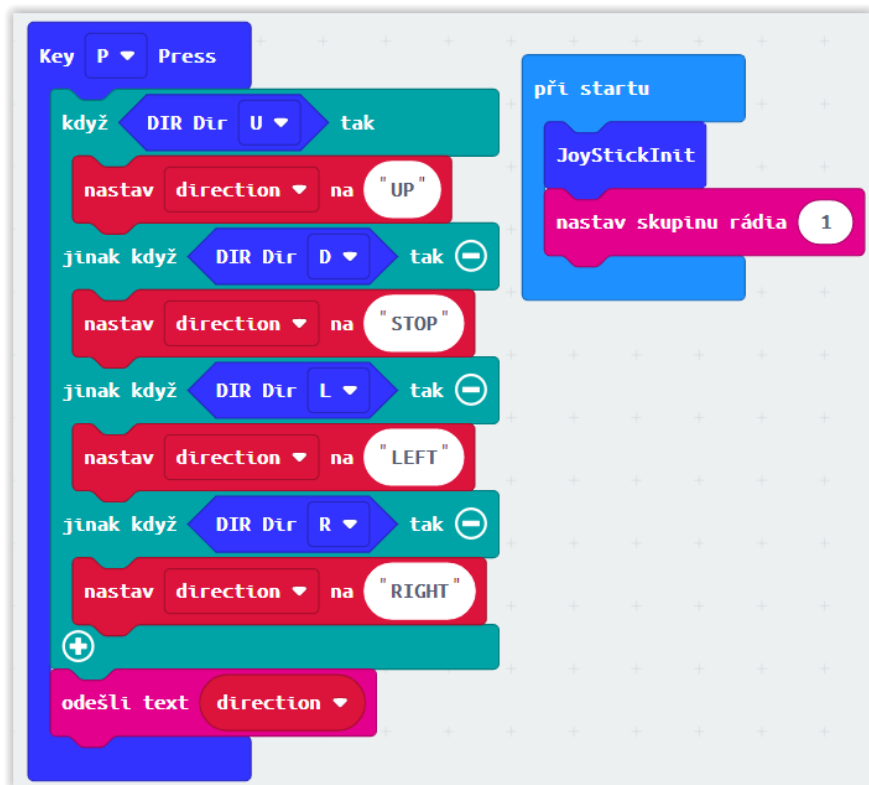 Key P Press
když DIR Dir U tak
nastav direction na "UP"
jinak když DIR Dir D tak
nastav direction na "STOP"
jinak když DIR Dir L tak
nastav direction na "LEFT"
jinak když DIR Dir R tak
nastav direction na "RIGHT"
odešli text direction
při startu
JoyStickInit
nastav skupinu rádia 1